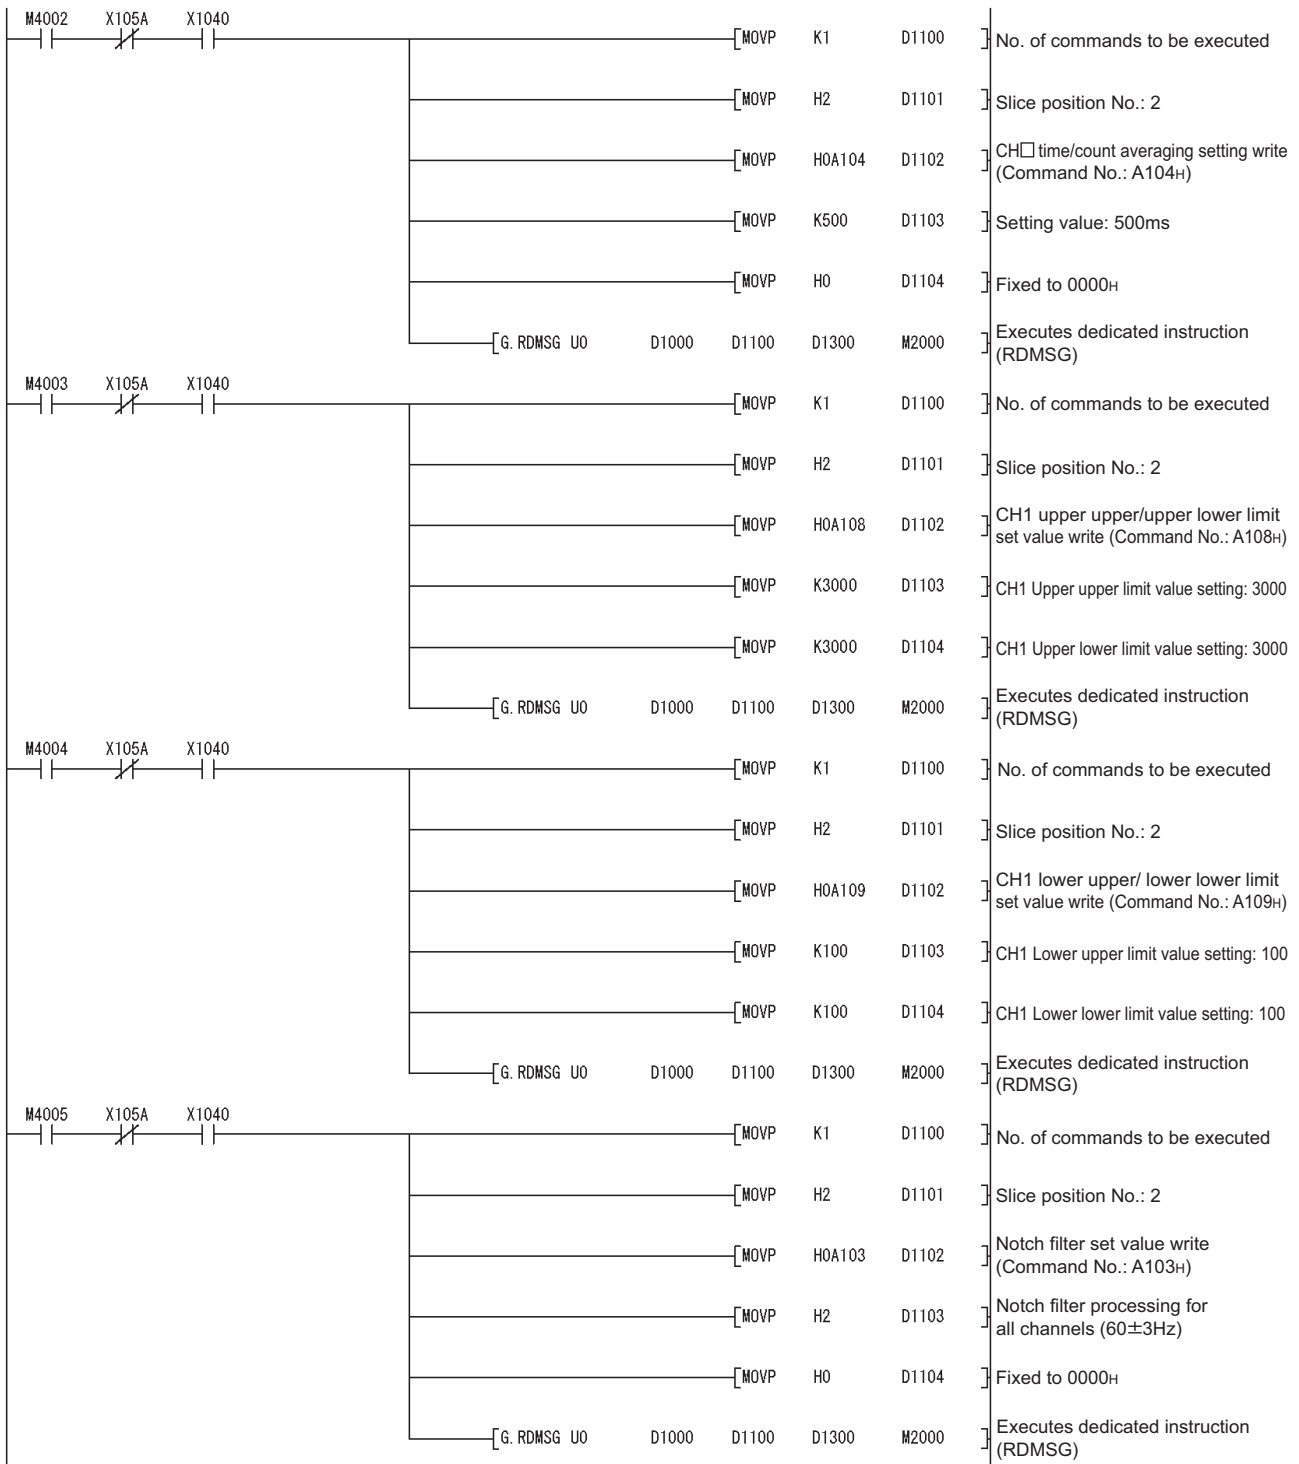 M4002 X105A X1040
MOVP K1 D1100 No. of commands to be executed
MOVP H2 D1101 Slice position No.: 2
MOVP H0A104 D1102 CH□ time/count averaging setting write
(Command No.: A104H)
MOVP K500 D1103 Setting value: 500ms
MOVP H0 D1104 Fixed to 0000H
G.RDMSG U0 D1000 D1100 D1300 M2000 Executes dedicated instruction
(RDMSG)
M4003 X105A X1040
MOVP K1 D1100 No. of commands to be executed
MOVP H2 D1101 Slice position No.: 2
MOVP H0A108 D1102 CH1 upper upper/upper lower limit
set value write (Command No.: A108H)
MOVP K3000 D1103 CH1 Upper upper limit value setting: 3000
MOVP K3000 D1104 CH1 Upper lower limit value setting: 3000
G.RDMSG U0 D1000 D1100 D1300 M2000 Executes dedicated instruction
(RDMSG)
M4004 X105A X1040
MOVP K1 D1100 No. of commands to be executed
MOVP H2 D1101 Slice position No.: 2
MOVP H0A109 D1102 CH1 lower upper/ lower lower limit
set value write (Command No.: A109H)
MOVP K100 D1103 CH1 Lower upper limit value setting: 100
MOVP K100 D1104 CH1 Lower lower limit value setting: 100
G.RDMSG U0 D1000 D1100 D1300 M2000 Executes dedicated instruction
(RDMSG)
M4005 X105A X1040
MOVP K1 D1100 No. of commands to be executed
MOVP H2 D1101 Slice position No.: 2
MOVP H0A103 D1102 Notch filter set value write
(Command No.: A103H)
MOVP H2 D1103 Notch filter processing for
all channels (60±3Hz)
MOVP H0 D1104 Fixed to 0000H
G.RDMSG U0 D1000 D1100 D1300 M2000 Executes dedicated instruction
(RDMSG)